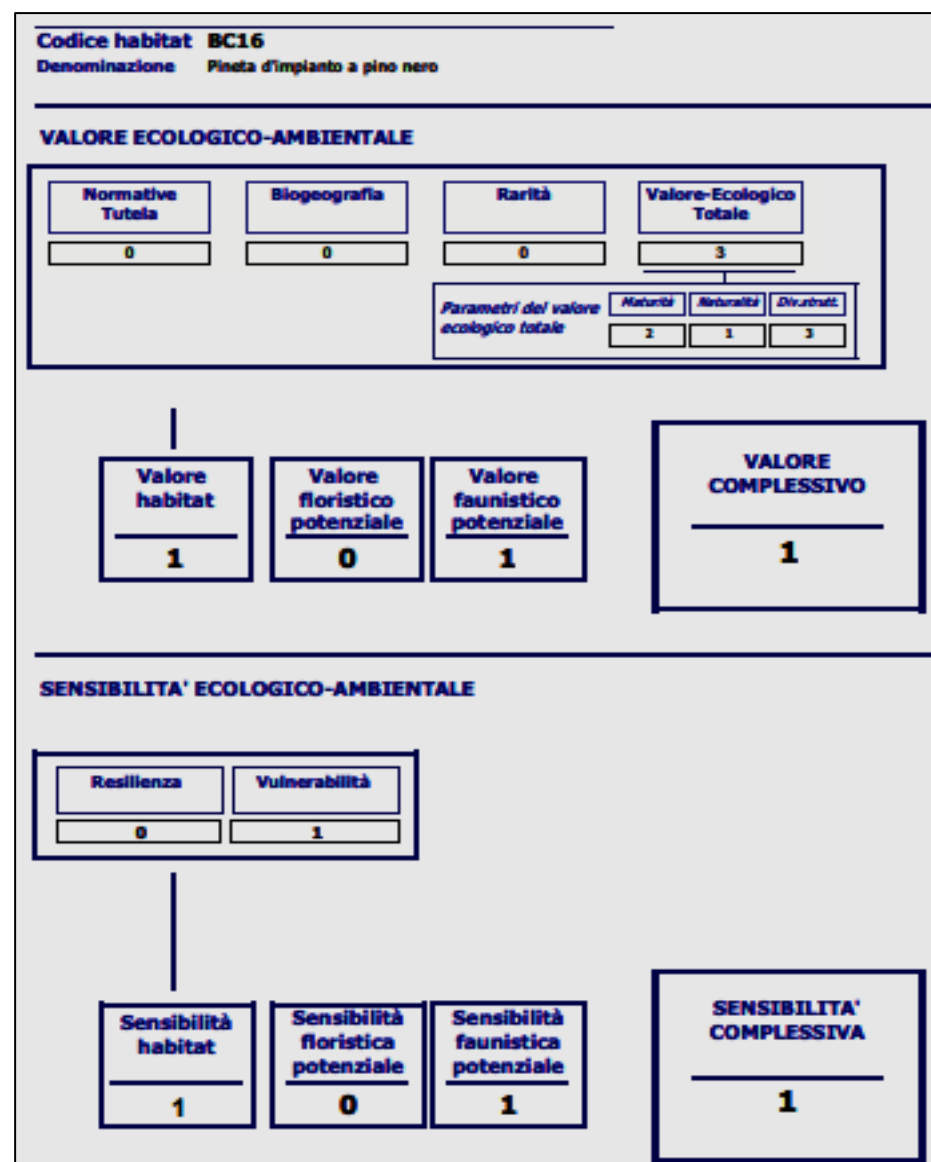 Codice habitat BC16
Denominazione Pineta d'impianto a pino nero
VALORE ECOLOGICO-AMBIENTALE
Normative Tutela
Biogeografia
Rarità
Valore-Ecologico Totale
0
0
0
3
Parametri del valore ecologico totale
Maturità
Naturalità
Div.strutt.
2
1
3
Valore habitat
1
Valore floristico potenziale
0
Valore faunistico potenziale
1
VALORE COMPLESSIVO
1
SENSIBILITA' ECOLOGICO-AMBIENTALE
Resilienza
Vulnerabilità
0
1
Sensibilità habitat
1
Sensibilità floristica potenziale
0
Sensibilità faunistica potenziale
1
SENSIBILITA' COMPLESSIVA
1